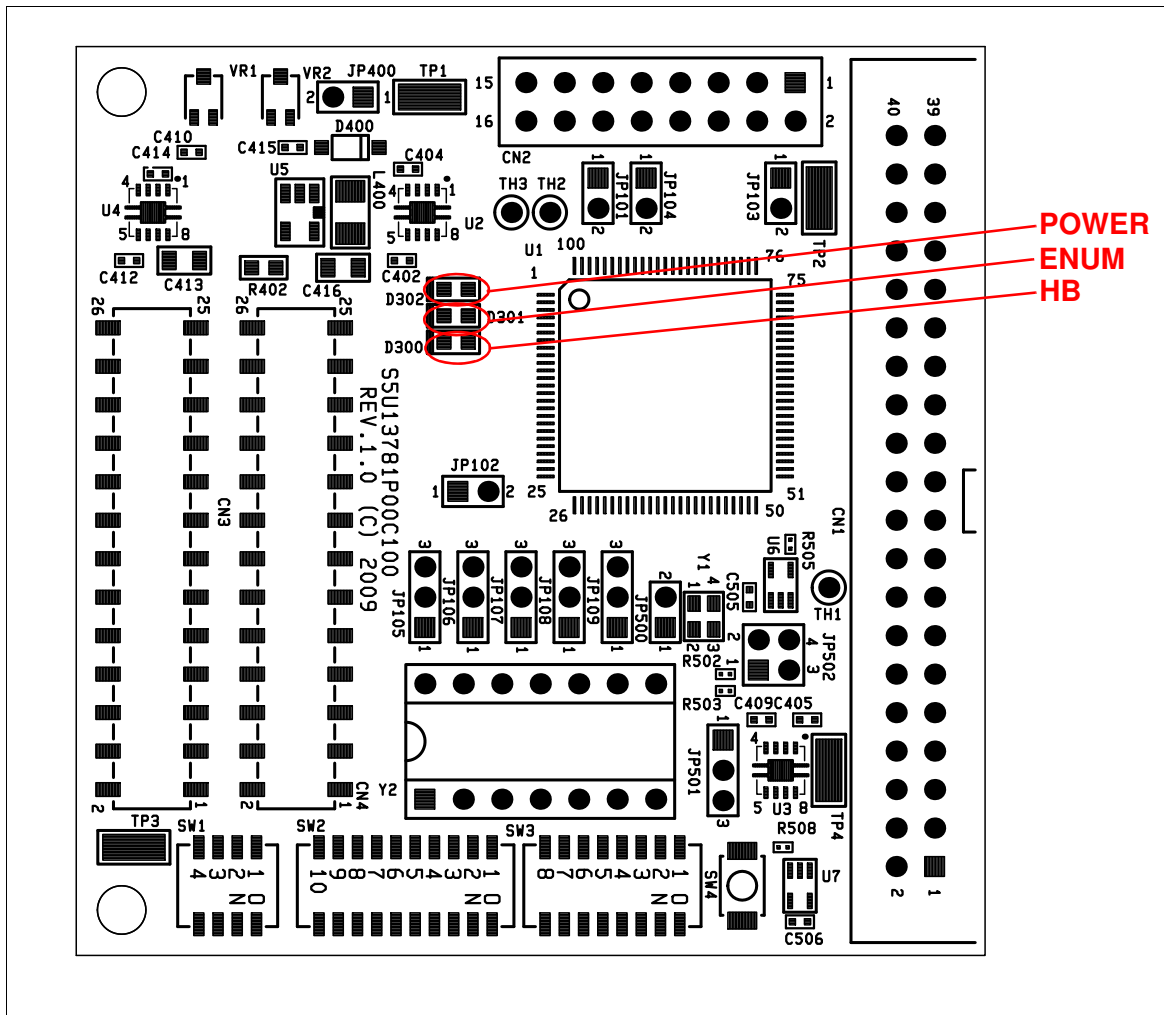 VR1 VR2 JP400 TP1
2 1
15 1
16 2
CN2
C410
C414
C415
D400
C404
4 1
U4
5 8
U5
L400
4 1
U2
5 8
TH3 TH2
1 1
JP101 JP104
2 2
1
JP103
2
TP2
POWER
ENUM
HB
40 39
C412
C413
R402
C416
C402
U1
100
76
1
75
D302
D301
D300
26 25
26 25
S5U13781P00C100
REV.1.0 (C) 2009
JP102
1 2
25
51
26
50
CN3
CN1
U6
R505
3 3 3 3 3
JP105 JP106 JP107 JP108 JP109
1 1 1 1 1
2
JP500
1
Y1
1 4
2 3
C505
TH1
2 4
JP502
1 3
R502
R503
C409 C405
1
JP501
3
4
5 8
U3
TP4
Y2
CN4
2 1
2 1
TP3
SW1 SW2 SW3
4 3 2 1
ON
10 9 8 7 6 5 4 3 2 1
ON
8 7 6 5 4 3 2 1
ON
SW4
R508
U7
C506
2 1